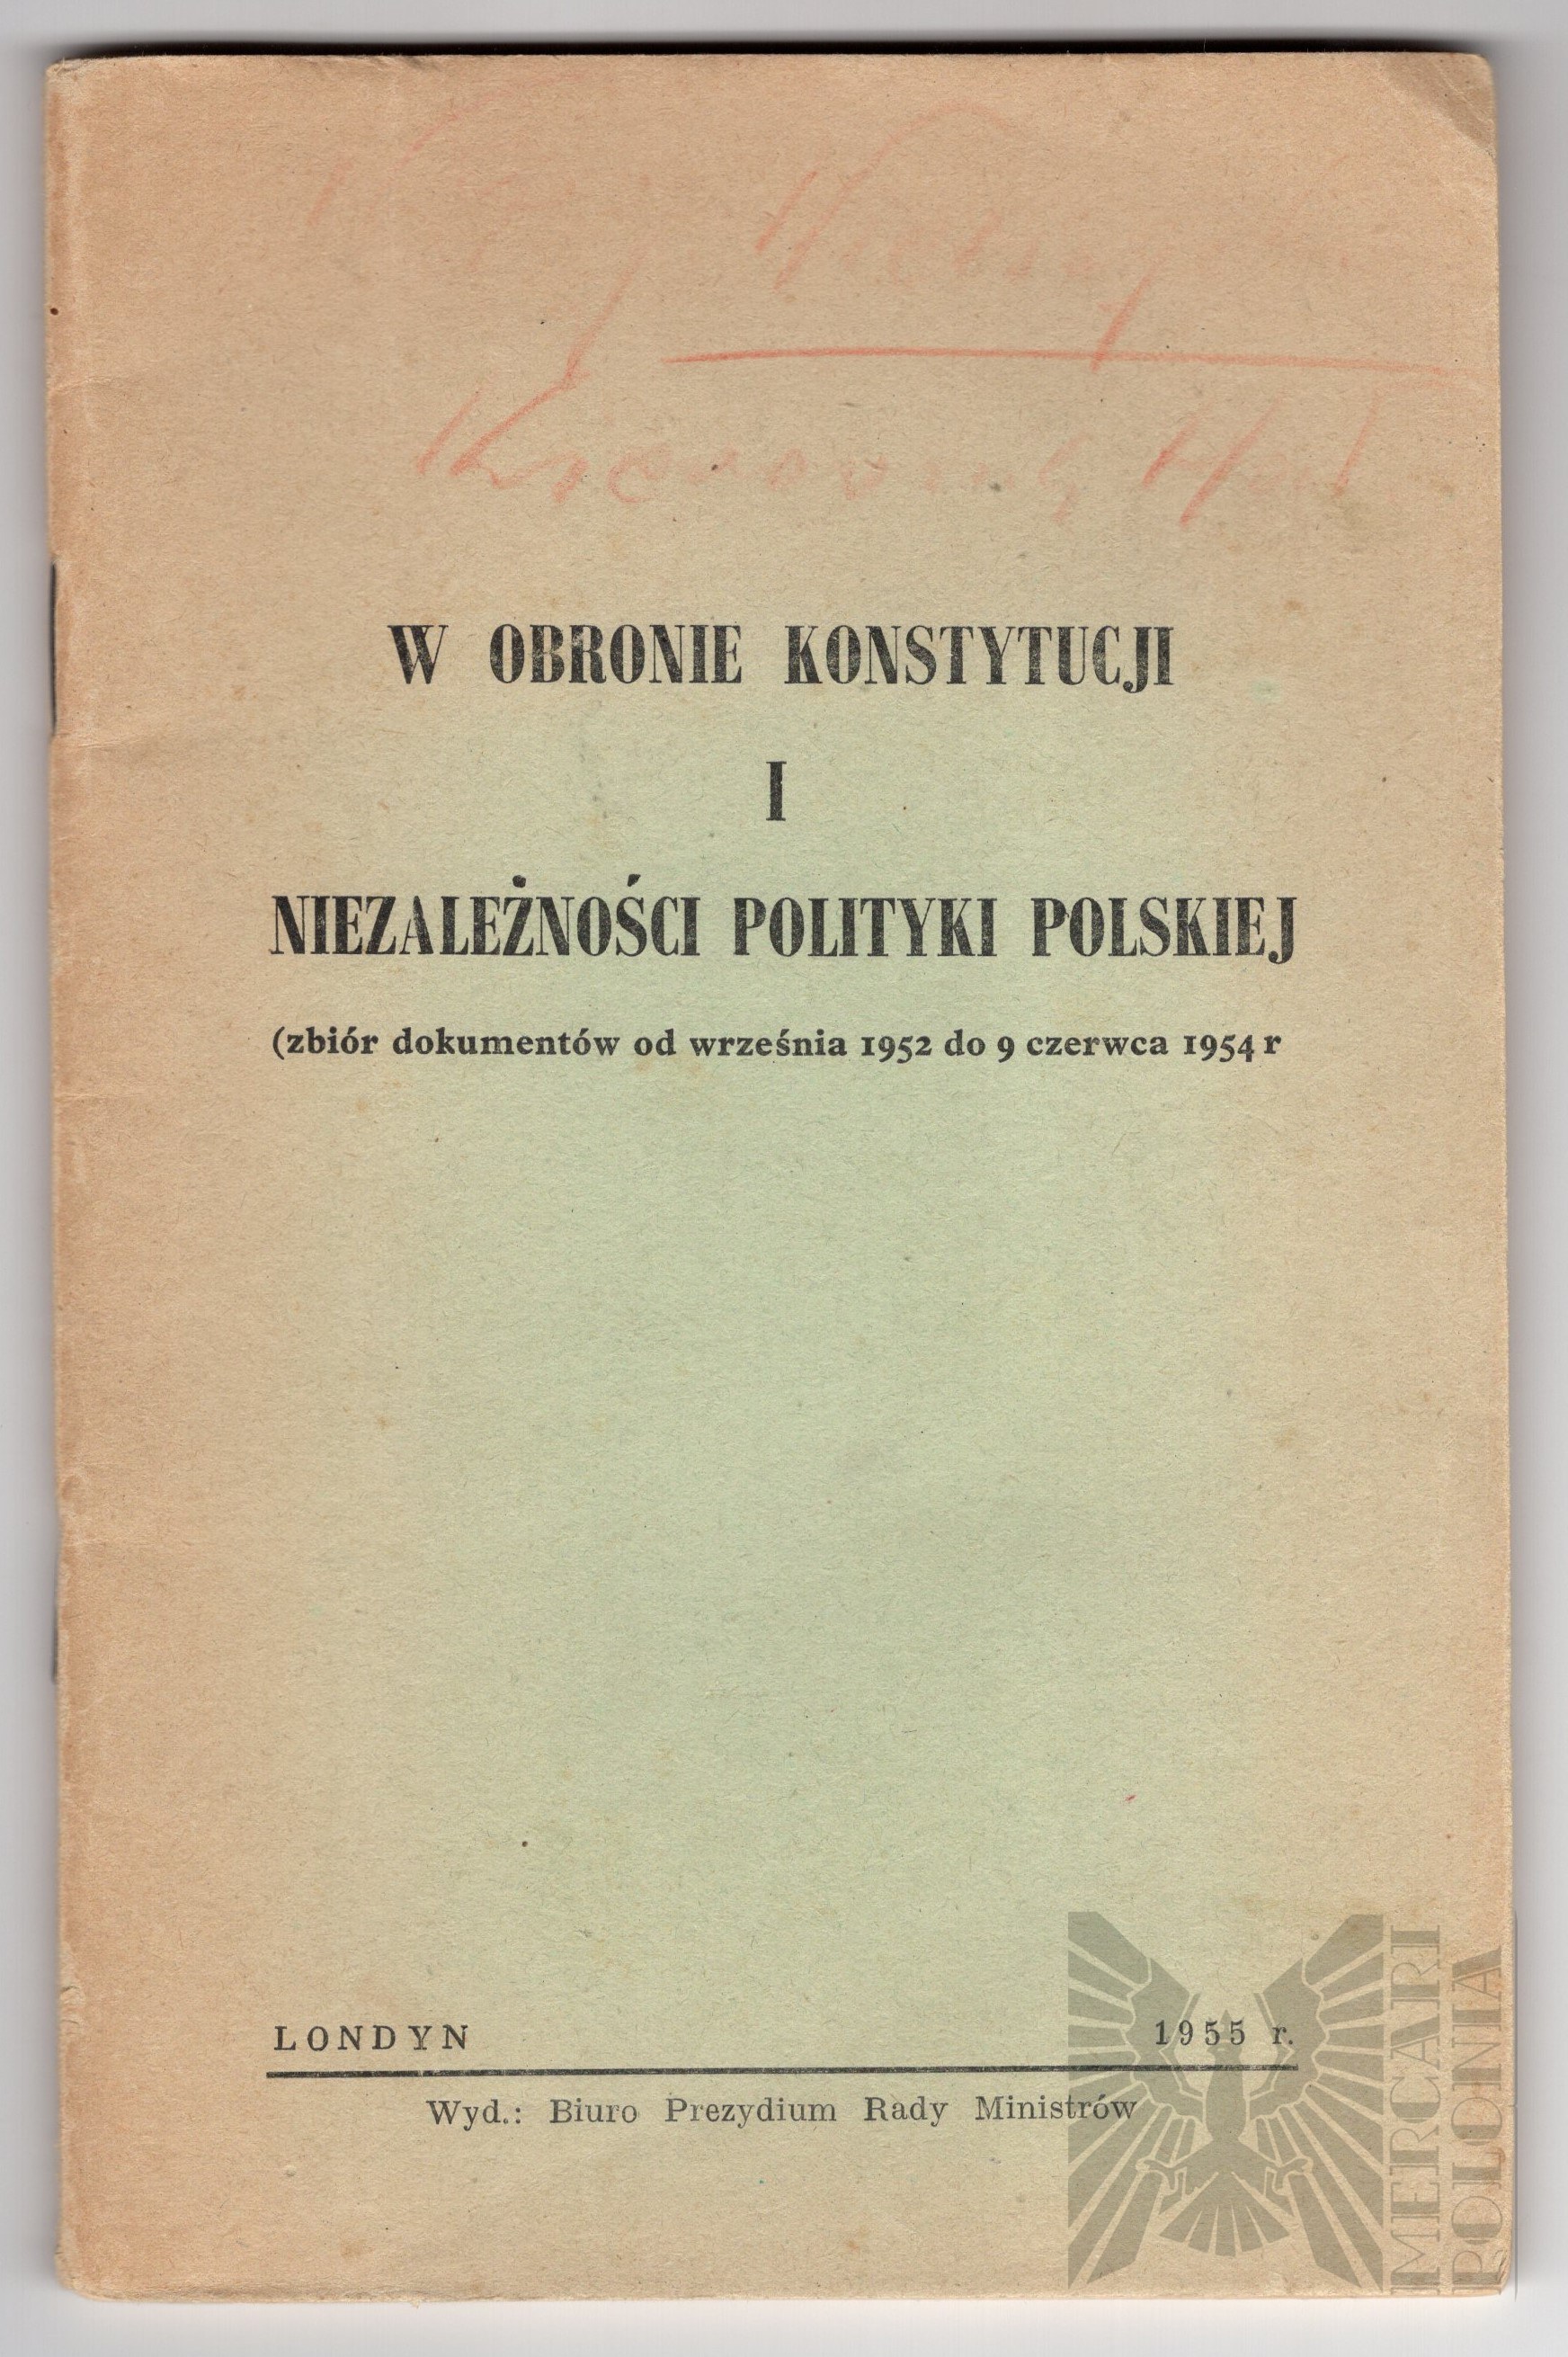 W OBRONIE KONSTYTUCJI
I
NIEZALEŻNOŚCI POLITYKI POLSKIEJ
(zbiór dokumentów od września 1952 do 9 czerwca 1954 r
LONDYN 1955 r.
Wyd.: Biuro Prezydium Rady Ministrów
MERCARI
POLONIA